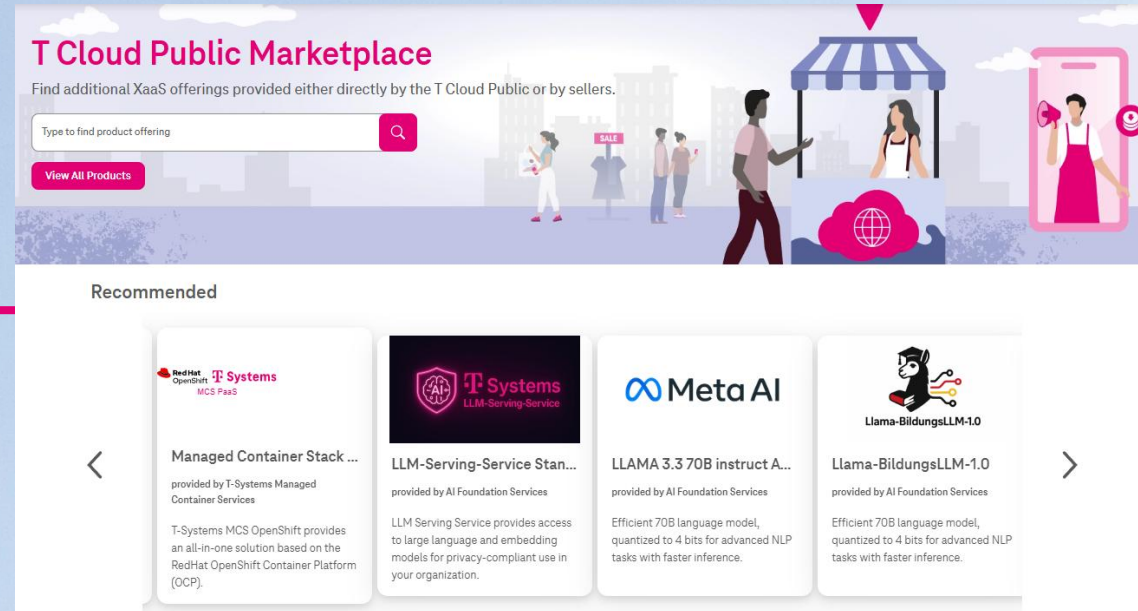 T Cloud Public Marketplace
Find additional XaaS offerings provided either directly by the T Cloud Public or by sellers.
Type to find product offering
View All Products
SALE
Recommended
RedHat
OpenShift
T Systems
MCS PaaS
Managed Container Stack ...
provided by T-Systems Managed
Container Services
T-Systems MCS OpenShift provides
an all-in-one solution based on the
RedHat OpenShift Container Platform
(OCP).
AI
T Systems
LLM-Serving-Service
LLM-Serving-Service Stan...
provided by AI Foundation Services
LLM Serving Service provides access
to large language and embedding
models for privacy-compliant use in
your organization.
Meta AI
LLAMA 3.3 70B instruct A...
provided by AI Foundation Services
Efficient 70B language model,
quantized to 4 bits for advanced NLP
tasks with faster inference.
Llama-BildungsLLM-1.0
Llama-BildungsLLM-1.0
provided by AI Foundation Services
Efficient 70B language model,
quantized to 4 bits for advanced NLP
tasks with faster inference.